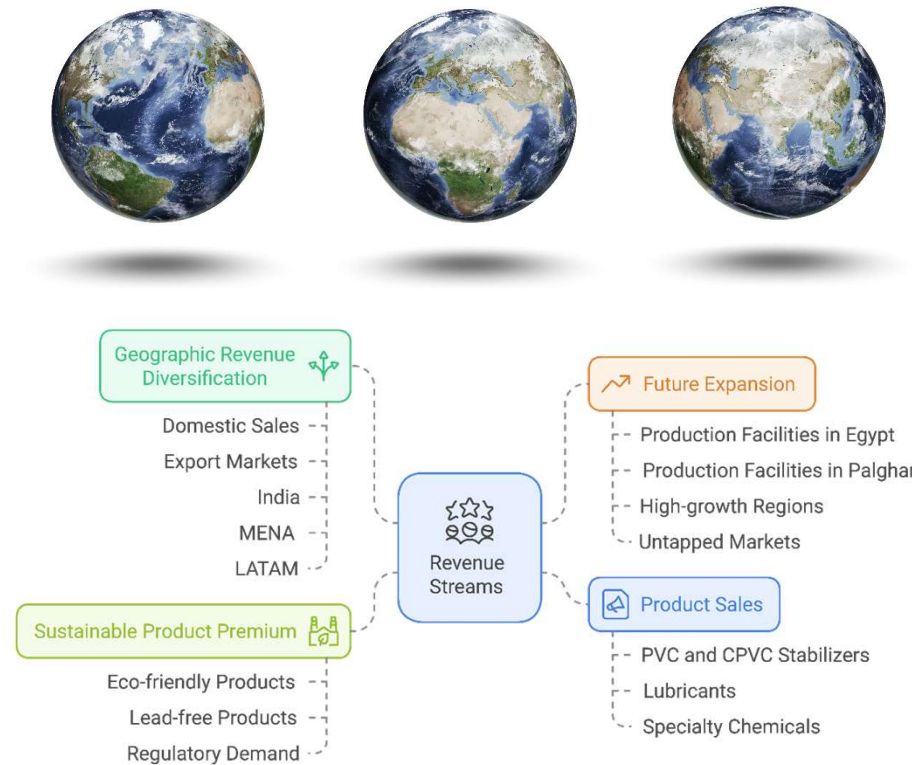 Geographic Revenue
Diversification
Domestic Sales
Export Markets
India
MENA
LATAM
Sustainable Product Premium
Eco-friendly Products
Lead-free Products
Regulatory Demand
Revenue
Streams
Future Expansion
Production Facilities in Egypt
Production Facilities in Palghar
High-growth Regions
Untapped Markets
Product Sales
PVC and CPVC Stabilizers
Lubricants
Specialty Chemicals